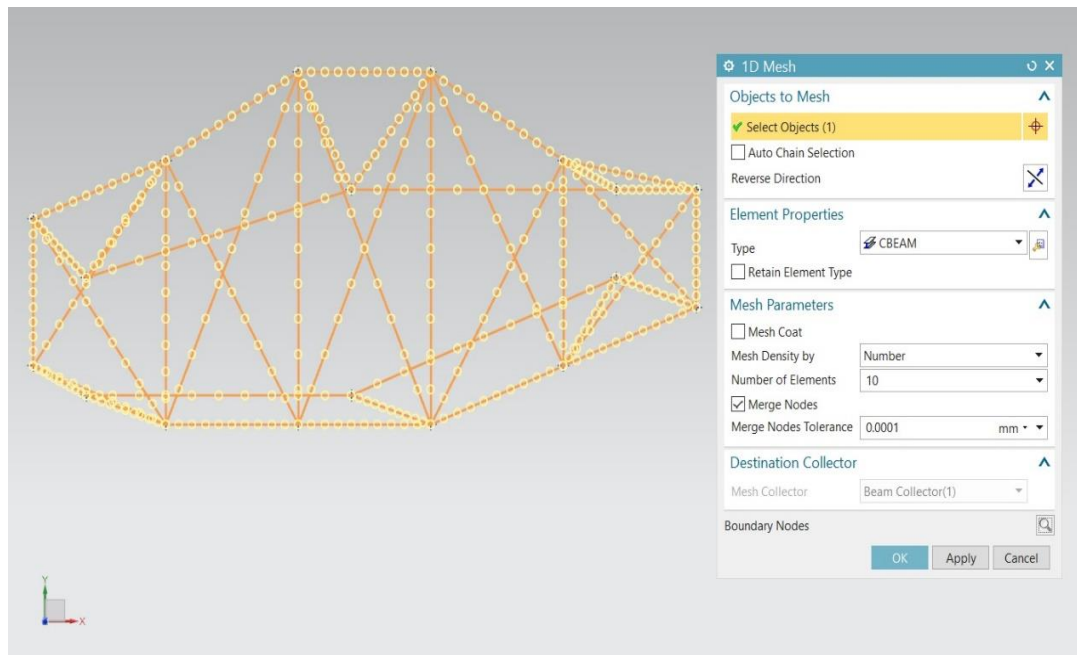 1D Mesh
Objects to Mesh
Select Objects (1)
Auto Chain Selection
Reverse Direction
Element Properties
Type CBEAM
Retain Element Type
Mesh Parameters
Mesh Coat
Mesh Density by Number
Number of Elements 10
Merge Nodes
Merge Nodes Tolerance 0.0001 mm
Destination Collector
Mesh Collector Beam Collector(1)
Boundary Nodes
OK Apply Cancel
Y
X